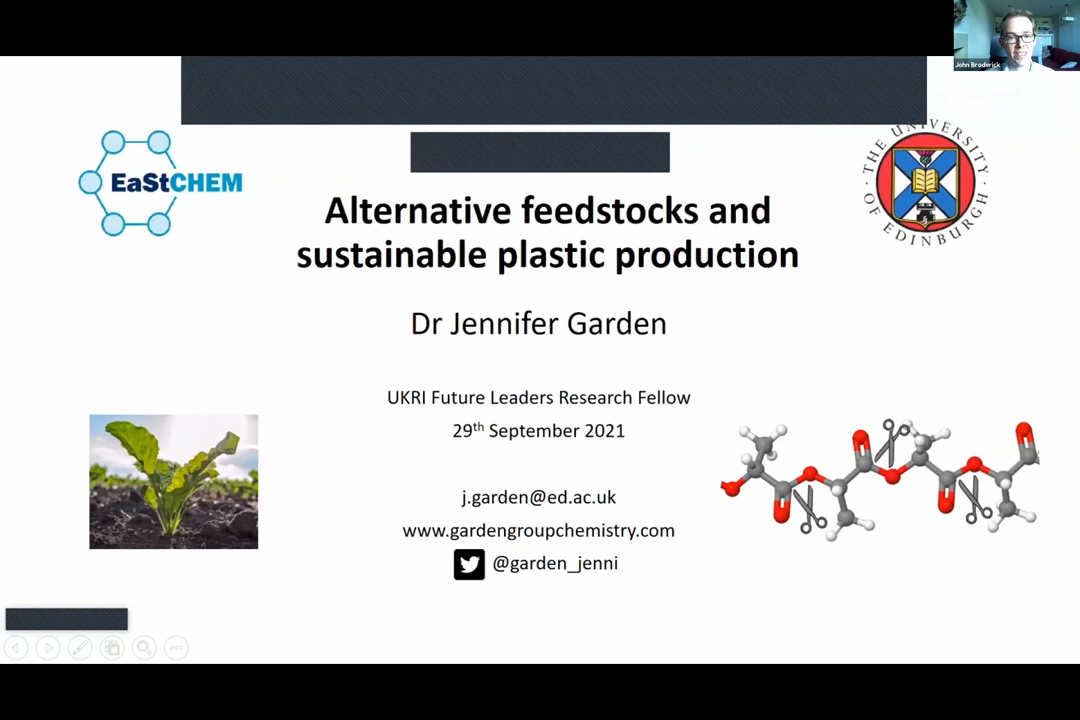 John Broderick
EaStCHEM
THE UNIVERSITY OF EDINBURGH
Alternative feedstocks and
sustainable plastic production
Dr Jennifer Garden
UKRI Future Leaders Research Fellow
29th September 2021
j.garden@ed.ac.uk
www.gardengroupchemistry.com
@garden_jenni